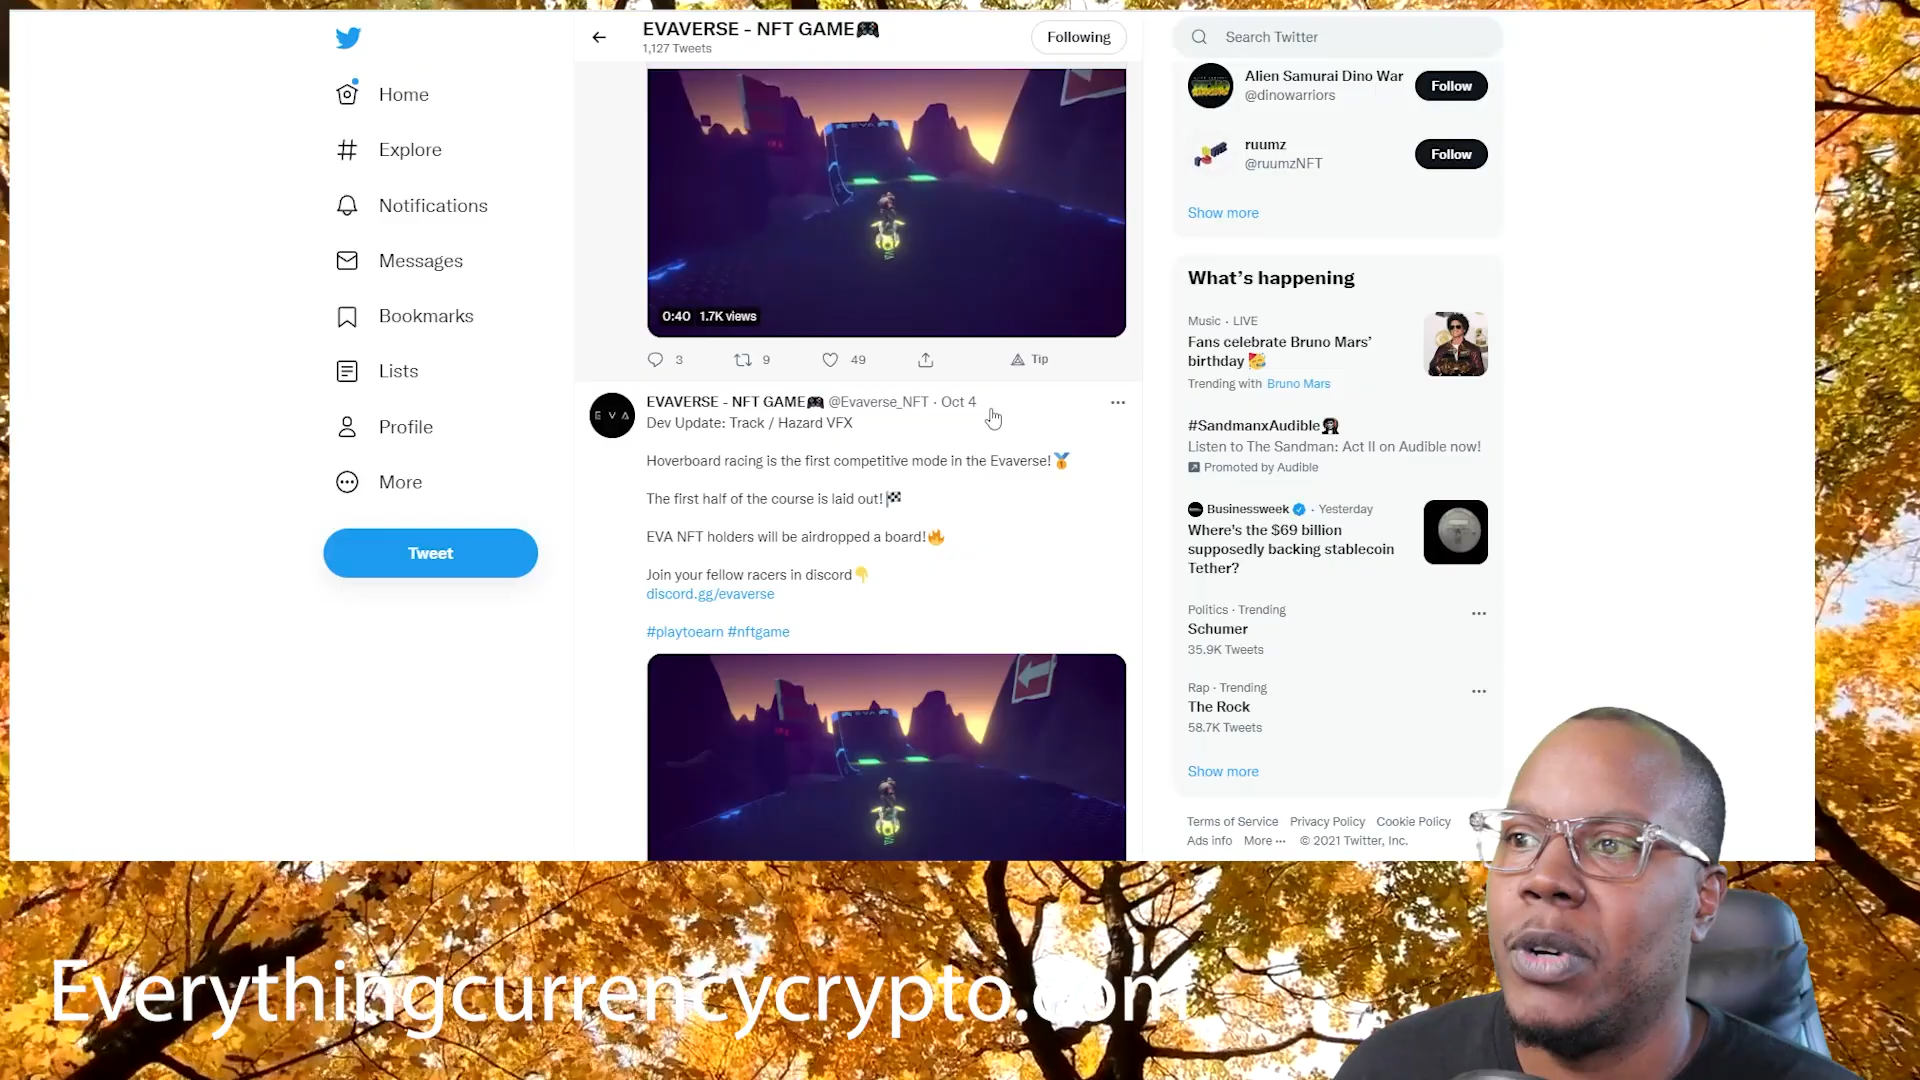 Home
Explore
Notifications
Messages
Bookmarks
Lists
Profile
More
Tweet
EVAVERSE - NFT GAME🎮
1,127 Tweets
Following
EVA
0:40 1.7K views
3 9 49 Tip
EVA
EVAVERSE - NFT GAME🎮 @Evaverse_NFT · Oct 4
Dev Update: Track / Hazard VFX
Hoverboard racing is the first competitive mode in the Evaverse!🏅
The first half of the course is laid out!🏁
EVA NFT holders will be airdropped a board!🔥
Join your fellow racers in discord👇
discord.gg/evaverse
#playtoearn #nftgame
EVA
Search Twitter
Alien Samurai Dino War
@dinowarriors
Follow
ruumz
@ruumzNFT
Follow
Show more
What's happening
Music · LIVE
Fans celebrate Bruno Mars'
birthday 🥳
Trending with Bruno Mars
#SandmanxAudible
Listen to The Sandman: Act II on Audible now!
Promoted by Audible
Businessweek · Yesterday
Where's the $69 billion
supposedly backing stablecoin
Tether?
Politics · Trending
Schumer
35.9K Tweets
Rap · Trending
The Rock
58.7K Tweets
Show more
Terms of Service Privacy Policy Cookie Policy
Ads info More ··· © 2021 Twitter, Inc.
Everythingcurrencycrypto.com